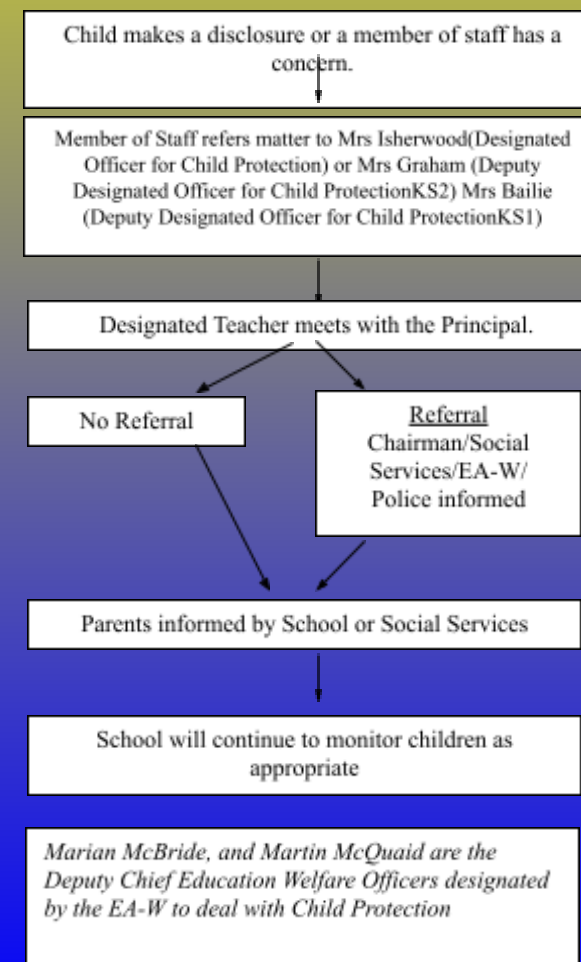 Child makes a disclosure or a member of staff has a
concern.
Member of Staff refers matter to Mrs Isherwood(Designated
Officer for Child Protection) or Mrs Graham (Deputy
Designated Officer for Child ProtectionKS2) Mrs Bailie
(Deputy Designated Officer for Child ProtectionKS1)
Designated Teacher meets with the Principal.
No Referral
Referral
Chairman/Social
Services/EA-W/
Police informed
Parents informed by School or Social Services
School will continue to monitor children as
appropriate
Marian McBride, and Martin McQuaid are the
Deputy Chief Education Welfare Officers designated
by the EA-W to deal with Child Protection